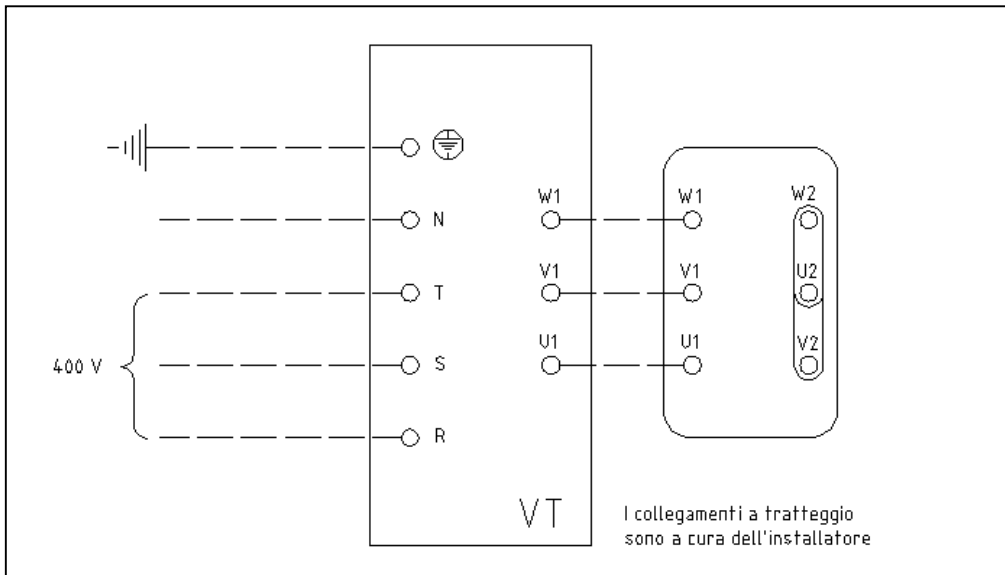 N
T
S
R
400 V
W1
V1
U1
VT
W1
V1
U1
W2
U2
V2
I collegamenti a tratteggio
sono a cura dell'installatore